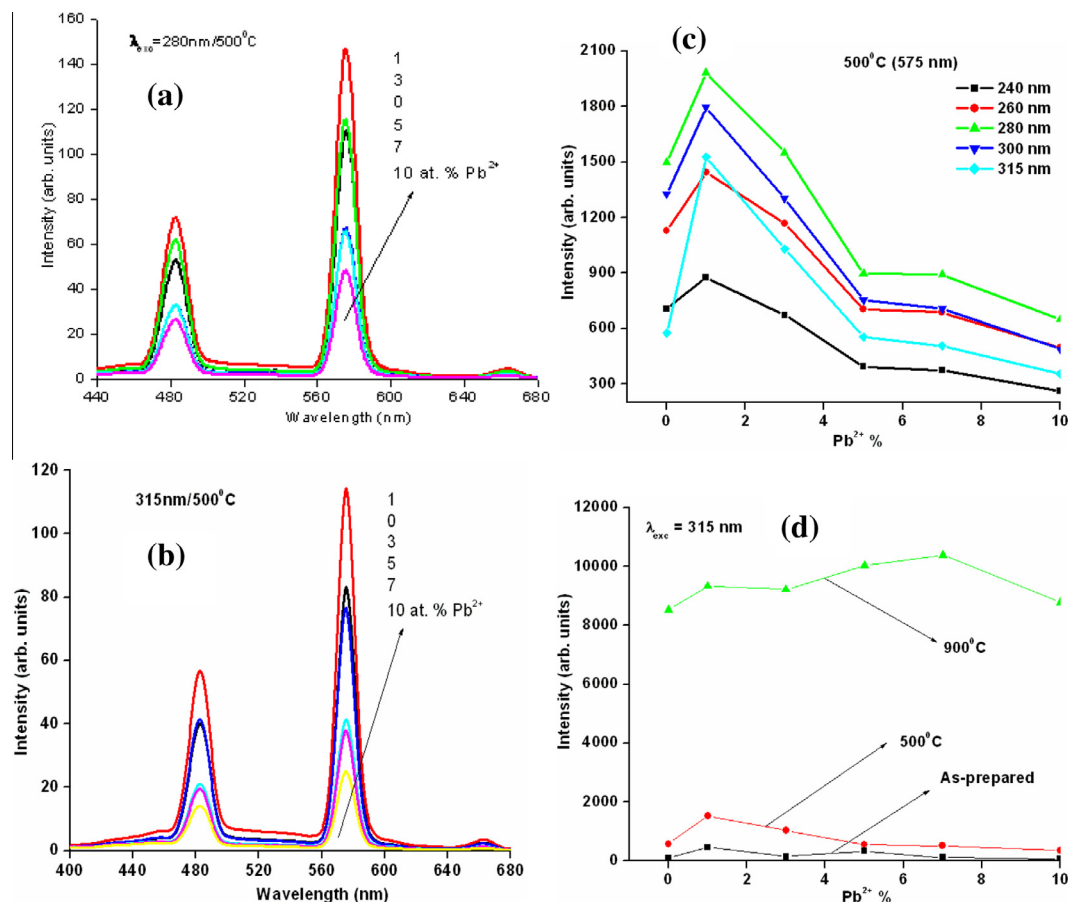 160
140
120
100
80
60
40
20
0
Intensity (arb. units)
λexc=280nm/500⁰C
(a)
1
3
0
5
7
10 at. % Pb²⁺
440 480 520 560 600 640 680
Wavelength (nm)
2100
1800
1500
1200
900
600
300
Intensity (arb. units)
(c)
500⁰C (575 nm)
240 nm
260 nm
280 nm
300 nm
315 nm
0 2 4 6 8 10
Pb²⁺ %
120
100
80
60
40
20
0
Intensity (arb. units)
315nm/500⁰C
(b)
1
0
3
5
7
10 at. % Pb²⁺
400 440 480 520 560 600 640 680
Wavelength (nm)
12000
10000
8000
6000
4000
2000
0
Intensity (arb. units)
λexc = 315 nm
(d)
900⁰C
500⁰C
As-prepared
0 2 4 6 8 10
Pb²⁺ %